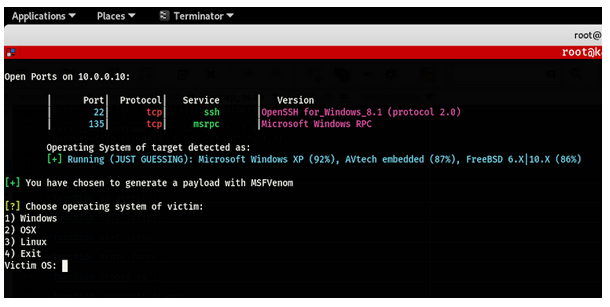 Applications Places Terminator
root@
root@k
Open Ports on 10.0.0.10:
| Port| Protocol| Service | Version
| 22| tcp| ssh |OpenSSH for_Windows_8.1 (protocol 2.0)
| 135| tcp| msrpc |Microsoft Windows RPC
Operating System of target detected as:
[+] Running (JUST GUESSING): Microsoft Windows XP (92%), AVtech embedded (87%), FreeBSD 6.X|10.X (86%)
[+] You have chosen to generate a payload with MSFVenom
[?] Choose operating system of victim:
1) Windows
2) OSX
3) Linux
4) Exit
Victim OS: